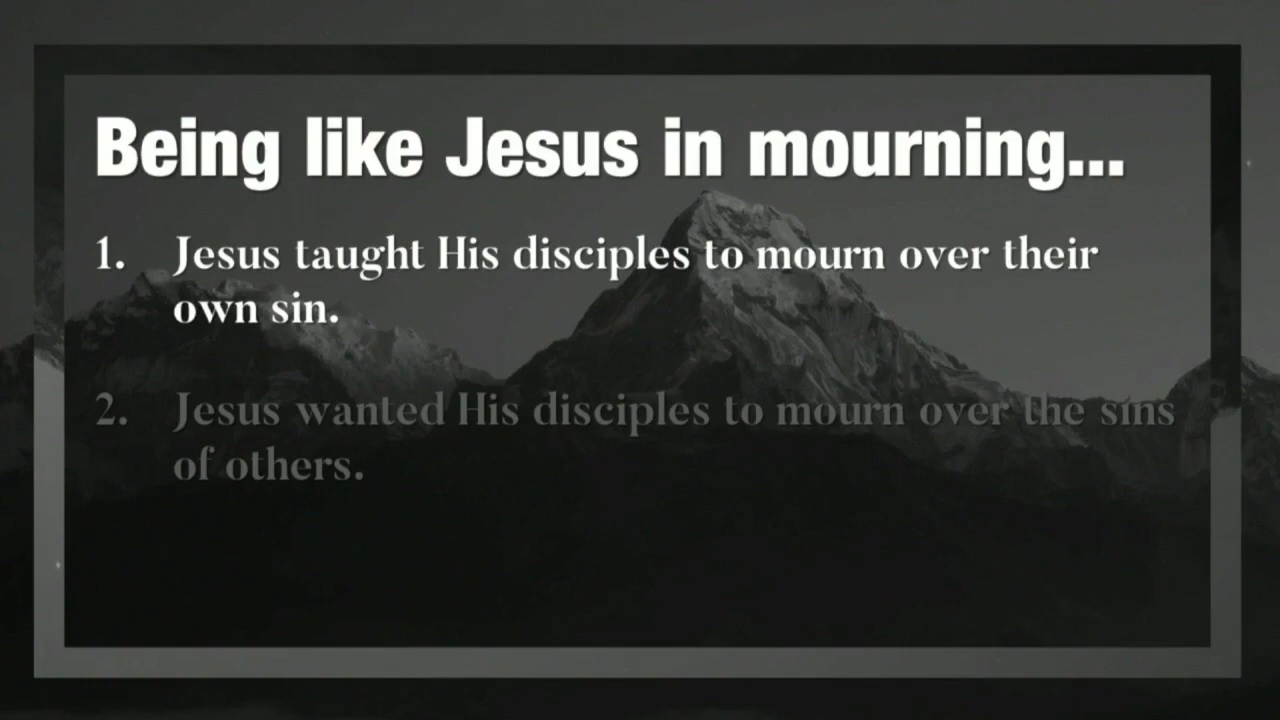 Being like Jesus in mourning...
1. Jesus taught His disciples to mourn over their
own sin.
2. Jesus wanted His disciples to mourn over the sins
of others.